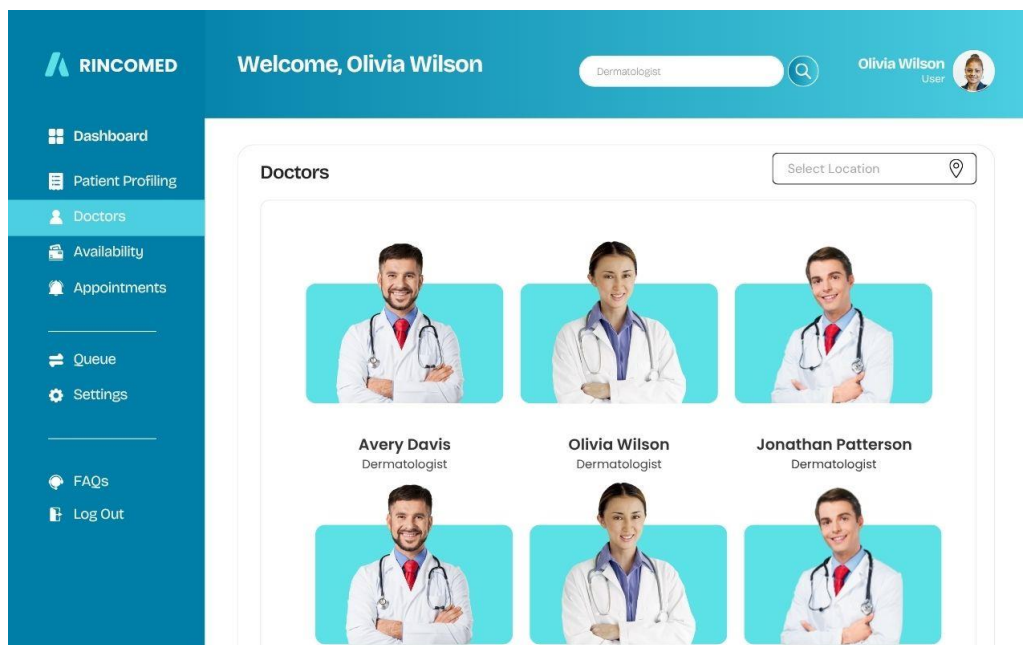 RINCOMED
Welcome, Olivia Wilson
Dermatologist
Olivia Wilson
User
Dashboard
Patient Profiling
Doctors
Availability
Appointments
Queue
Settings
FAQs
Log Out
Doctors
Select Location
Avery Davis
Dermatologist
Olivia Wilson
Dermatologist
Jonathan Patterson
Dermatologist